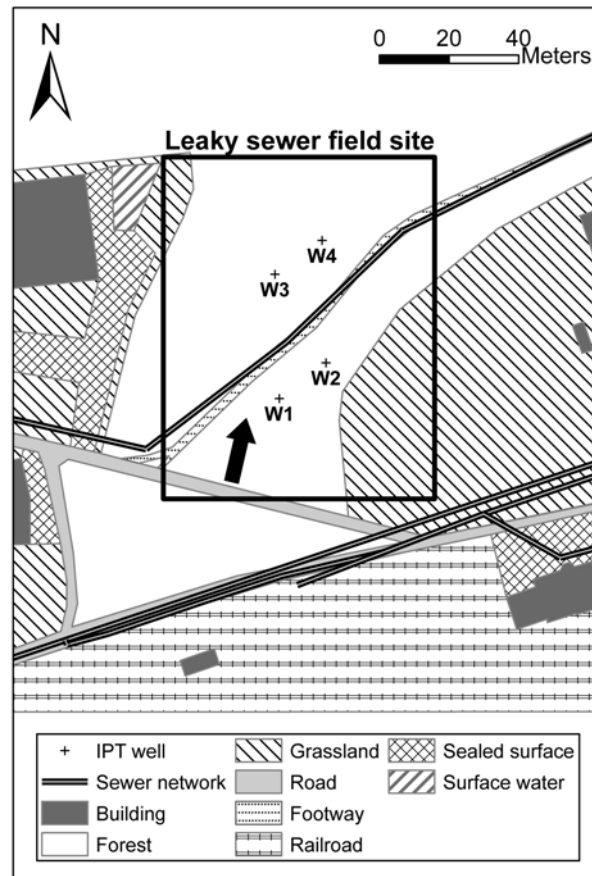 N
0 20 40
Meters
Leaky sewer field site
W4
W3
W2
W1
IPT well
Grassland
Sealed surface
Sewer network
Road
Surface water
Building
Footway
Forest
Railroad